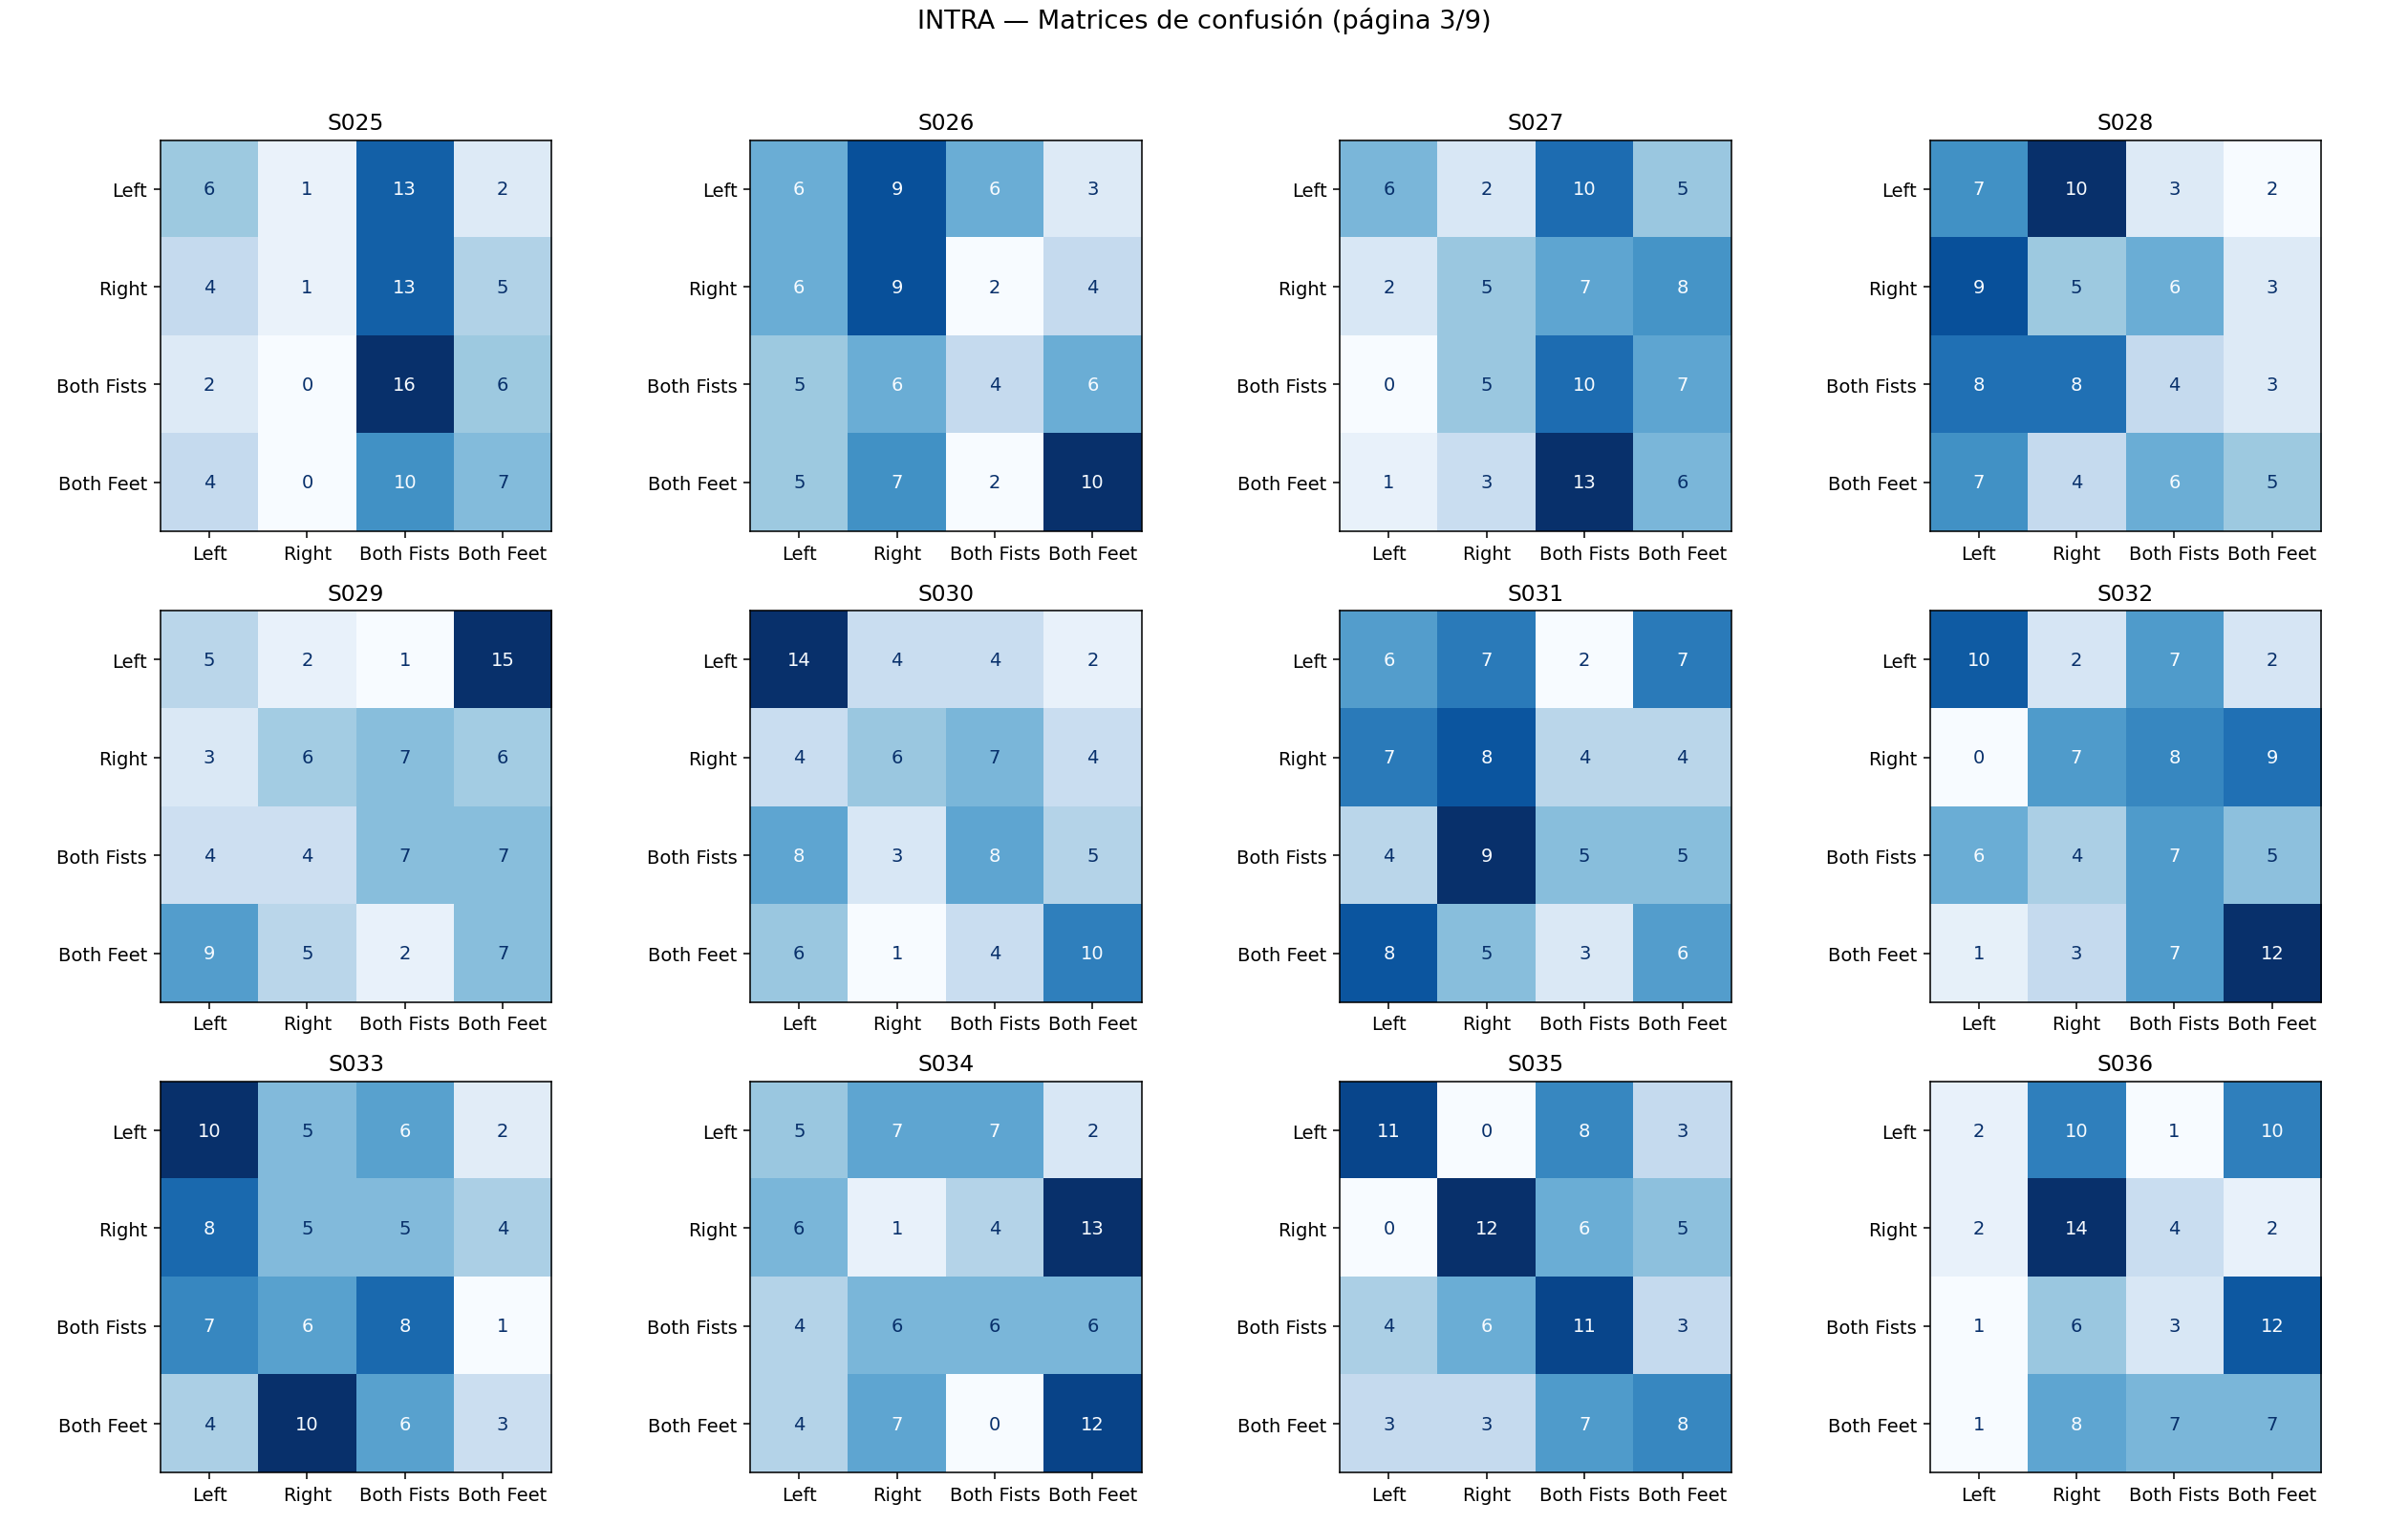 INTRA — Matrices de confusión (página 3/9)
S025 S026 S027 S028
Left 6 1 13 2 Left 6 9 6 3 Left 6 2 10 5 Left 7 10 3 2
Right 4 1 13 5 Right 6 9 2 4 Right 2 5 7 8 Right 9 5 6 3
Both Fists 2 0 16 6 Both Fists 5 6 4 6 Both Fists 0 5 10 7 Both Fists 8 8 4 3
Both Feet 4 0 10 7 Both Feet 5 7 2 10 Both Feet 1 3 13 6 Both Feet 7 4 6 5
Left Right Both Fists Both Feet Left Right Both Fists Both Feet Left Right Both Fists Both Feet Left Right Both Fists Both Feet
S029 S030 S031 S032
Left 5 2 1 15 Left 14 4 4 2 Left 6 7 2 7 Left 10 2 7 2
Right 3 6 7 6 Right 4 6 7 4 Right 7 8 4 4 Right 0 7 8 9
Both Fists 4 4 7 7 Both Fists 8 3 8 5 Both Fists 4 9 5 5 Both Fists 6 4 7 5
Both Feet 9 5 2 7 Both Feet 6 1 4 10 Both Feet 8 5 3 6 Both Feet 1 3 7 12
Left Right Both Fists Both Feet Left Right Both Fists Both Feet Left Right Both Fists Both Feet Left Right Both Fists Both Feet
S033 S034 S035 S036
Left 10 5 6 2 Left 5 7 7 2 Left 11 0 8 3 Left 2 10 1 10
Right 8 5 5 4 Right 6 1 4 13 Right 0 12 6 5 Right 2 14 4 2
Both Fists 7 6 8 1 Both Fists 4 6 6 6 Both Fists 4 6 11 3 Both Fists 1 6 3 12
Both Feet 4 10 6 3 Both Feet 4 7 0 12 Both Feet 3 3 7 8 Both Feet 1 8 7 7
Left Right Both Fists Both Feet Left Right Both Fists Both Feet Left Right Both Fists Both Feet Left Right Both Fists Both Feet